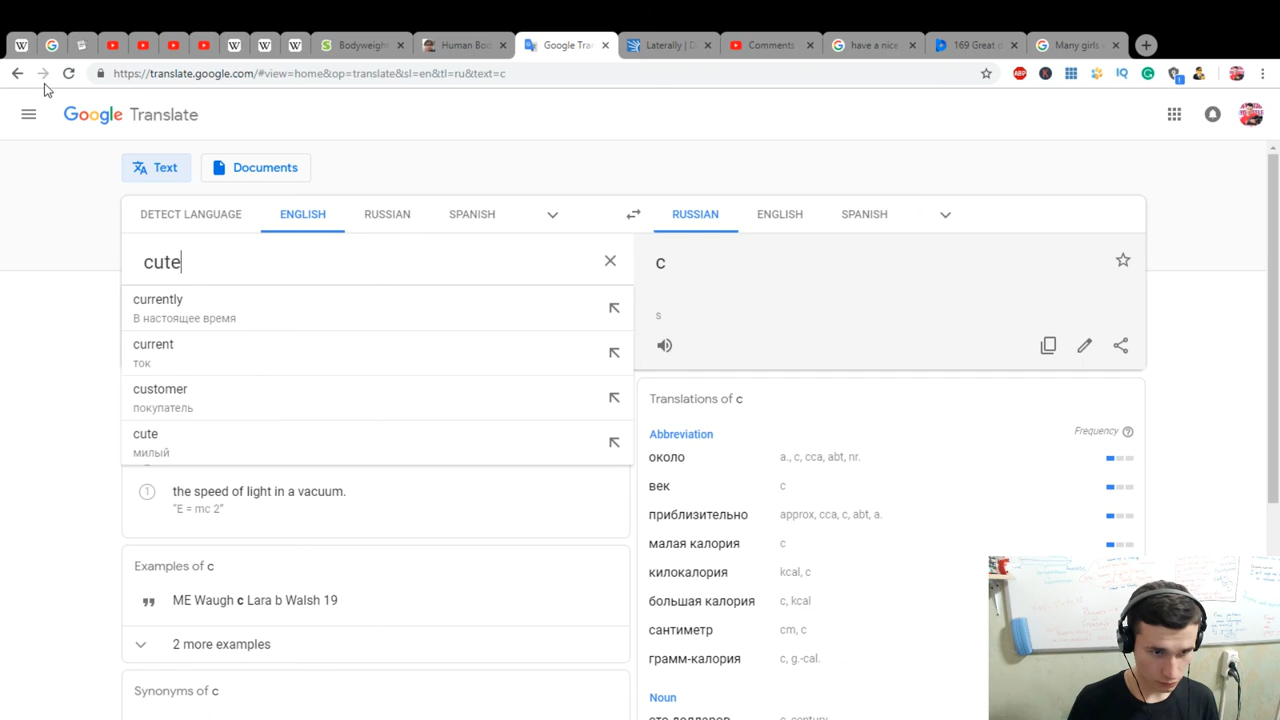 Bodyweigh
Human Bod
Google Tra
Laterally | D
Comments
have a nice
169 Great d
Many girls
https://translate.google.com/#view=home&op=translate&sl=en&tl=ru&text=c
Google Translate
Text
Documents
DETECT LANGUAGE ENGLISH RUSSIAN SPANISH
RUSSIAN ENGLISH SPANISH
cute
с
s
currently
В настоящее время
current
ток
customer
покупатель
cute
милый
1 the speed of light in a vacuum.
"E = mc 2"
Examples of c
ME Waugh c Lara b Walsh 19
2 more examples
Synonyms of c
Translations of c
Abbreviation Frequency
около a., c, cca, abt, nr.
век c
приблизительно approx, cca, c, abt, a.
малая калория c
килокалория kcal, c
большая калория c, kcal
сантиметр cm, c
грамм-калория c, g.-cal.
Noun